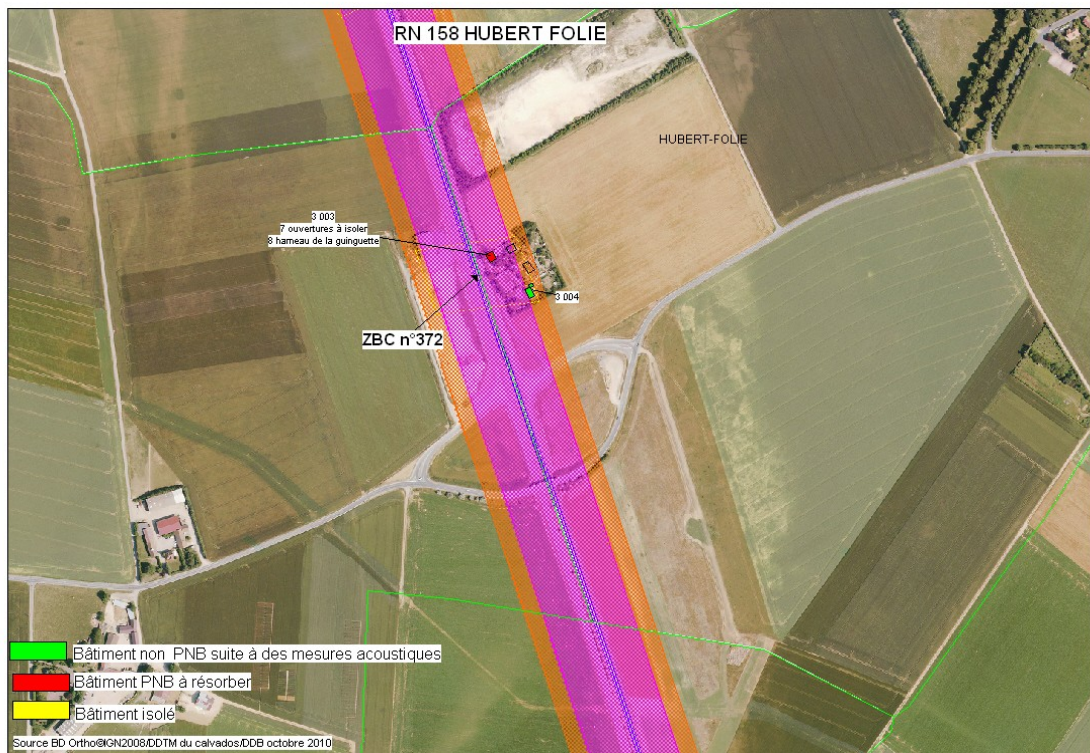 RN 158 HUBERT FOLIE
HUBERT-FOLIE
3 003
7 ouvertures à isoler
8 hameau de la guinguette
3 004
ZBC n°372
Bâtiment non PNB suite à des mesures acoustiques
Bâtiment PNB à résorber
Bâtiment isolé
Source BD Ortho®IGN2008/DDTM du calvados/DDB octobre 2010